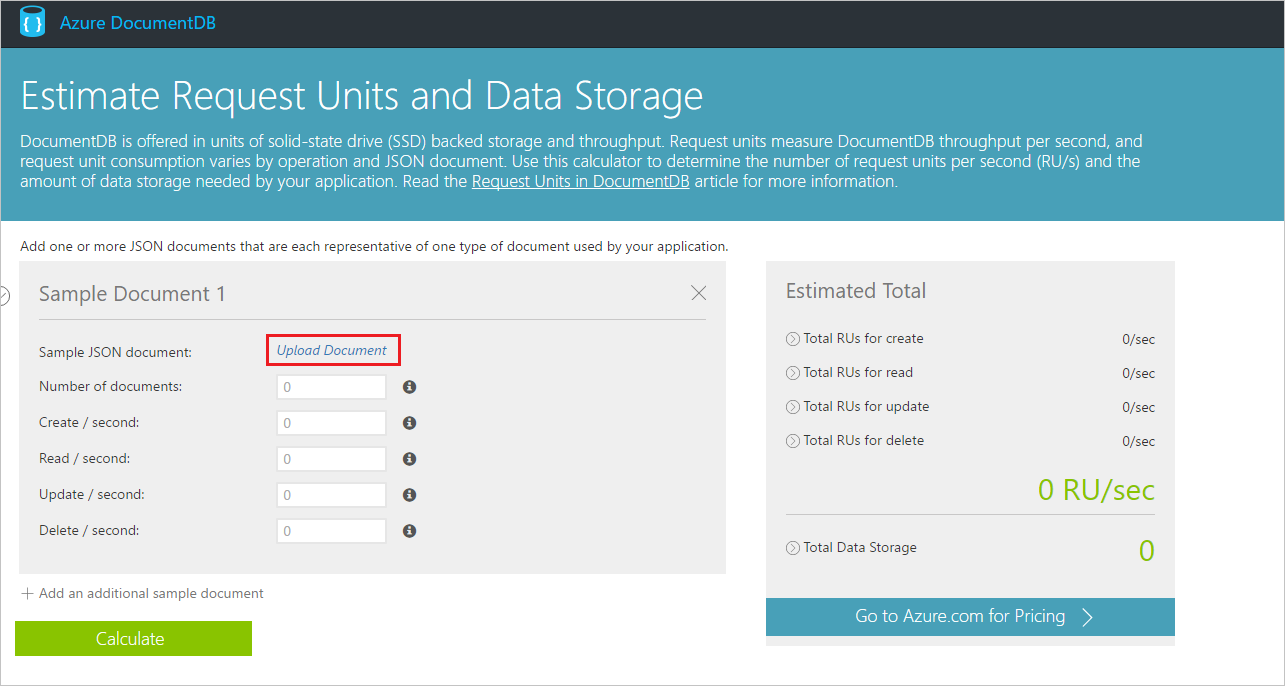 Azure DocumentDB
Estimate Request Units and Data Storage
DocumentDB is offered in units of solid-state drive (SSD) backed storage and throughput. Request units measure DocumentDB throughput per second, and
request unit consumption varies by operation and JSON document. Use this calculator to determine the number of request units per second (RU/s) and the
amount of data storage needed by your application. Read the Request Units in DocumentDB article for more information.
Add one or more JSON documents that are each representative of one type of document used by your application.
Sample Document 1
Sample JSON document: Upload Document
Number of documents: 0
Create / second: 0
Read / second: 0
Update / second: 0
Delete / second: 0
+ Add an additional sample document
Calculate
Estimated Total
Total RUs for create 0/sec
Total RUs for read 0/sec
Total RUs for update 0/sec
Total RUs for delete 0/sec
0 RU/sec
Total Data Storage 0
Go to Azure.com for Pricing